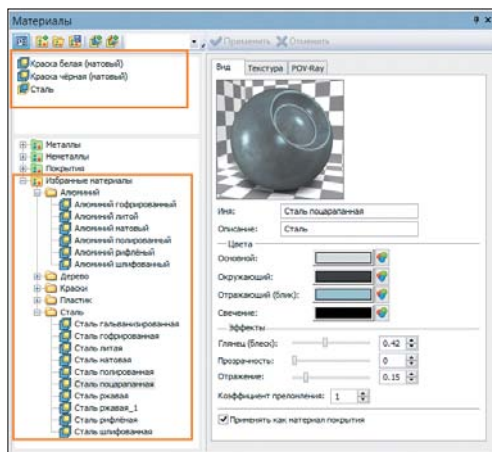 Материалы
Применить Отменить
Краска белая (матовый)
Краска чёрная (матовый)
Сталь
Металлы
Неметаллы
Покрытия
Избранные материалы
Алюминий
Алюминий гофрированный
Алюминий литой
Алюминий матовый
Алюминий полированный
Алюминий рифлёный
Алюминий шлифованный
Дерево
Краски
Пластик
Сталь
Сталь гальванизированная
Сталь гофрированная
Сталь литая
Сталь матовая
Сталь полированная
Сталь поцарапанная
Сталь ржавая
Сталь ржавая_1
Сталь рифлёная
Сталь шлифованная
Вид Текстура POV-Ray
Имя: Сталь поцарапанная
Описание: Сталь
Цвета
Основной:
Окружающий:
Отражающий (блик):
Свечение:
Эффекты
Глянец (блеск): 0.42
Прозрачность: 0
Отражение: 0.15
Коэффициент преломления: 1
Применять как материал покрытия